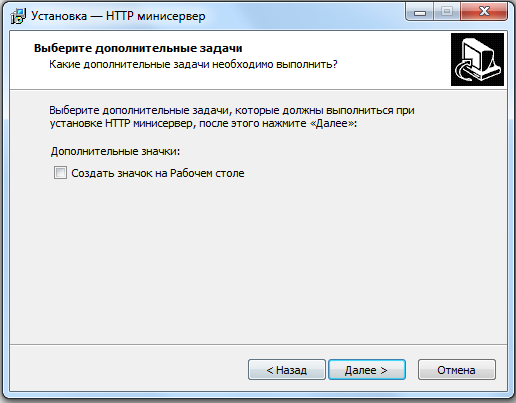 Установка — HTTP минисервер
Выберите дополнительные задачи
Какие дополнительные задачи необходимо выполнить?
Выберите дополнительные задачи, которые должны выполниться при
установке HTTP минисервер, после этого нажмите «Далее»:
Дополнительные значки:
Создать значок на Рабочем столе
< Назад
Далее >
Отмена